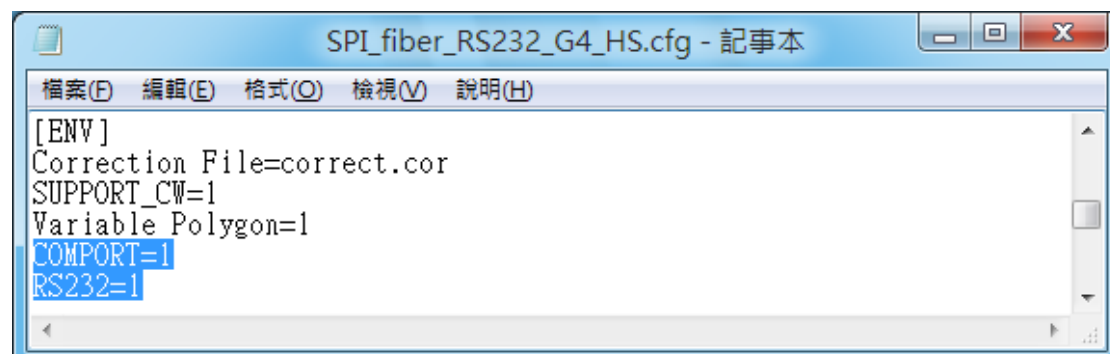 SPI_fiber_RS232_G4_HS.cfg - 記事本
檔案(F) 編輯(E) 格式(O) 檢視(V) 說明(H)
[ENV]
Correction File=correct.cor
SUPPORT_CW=1
Variable Polygon=1
COMPORT=1
RS232=1